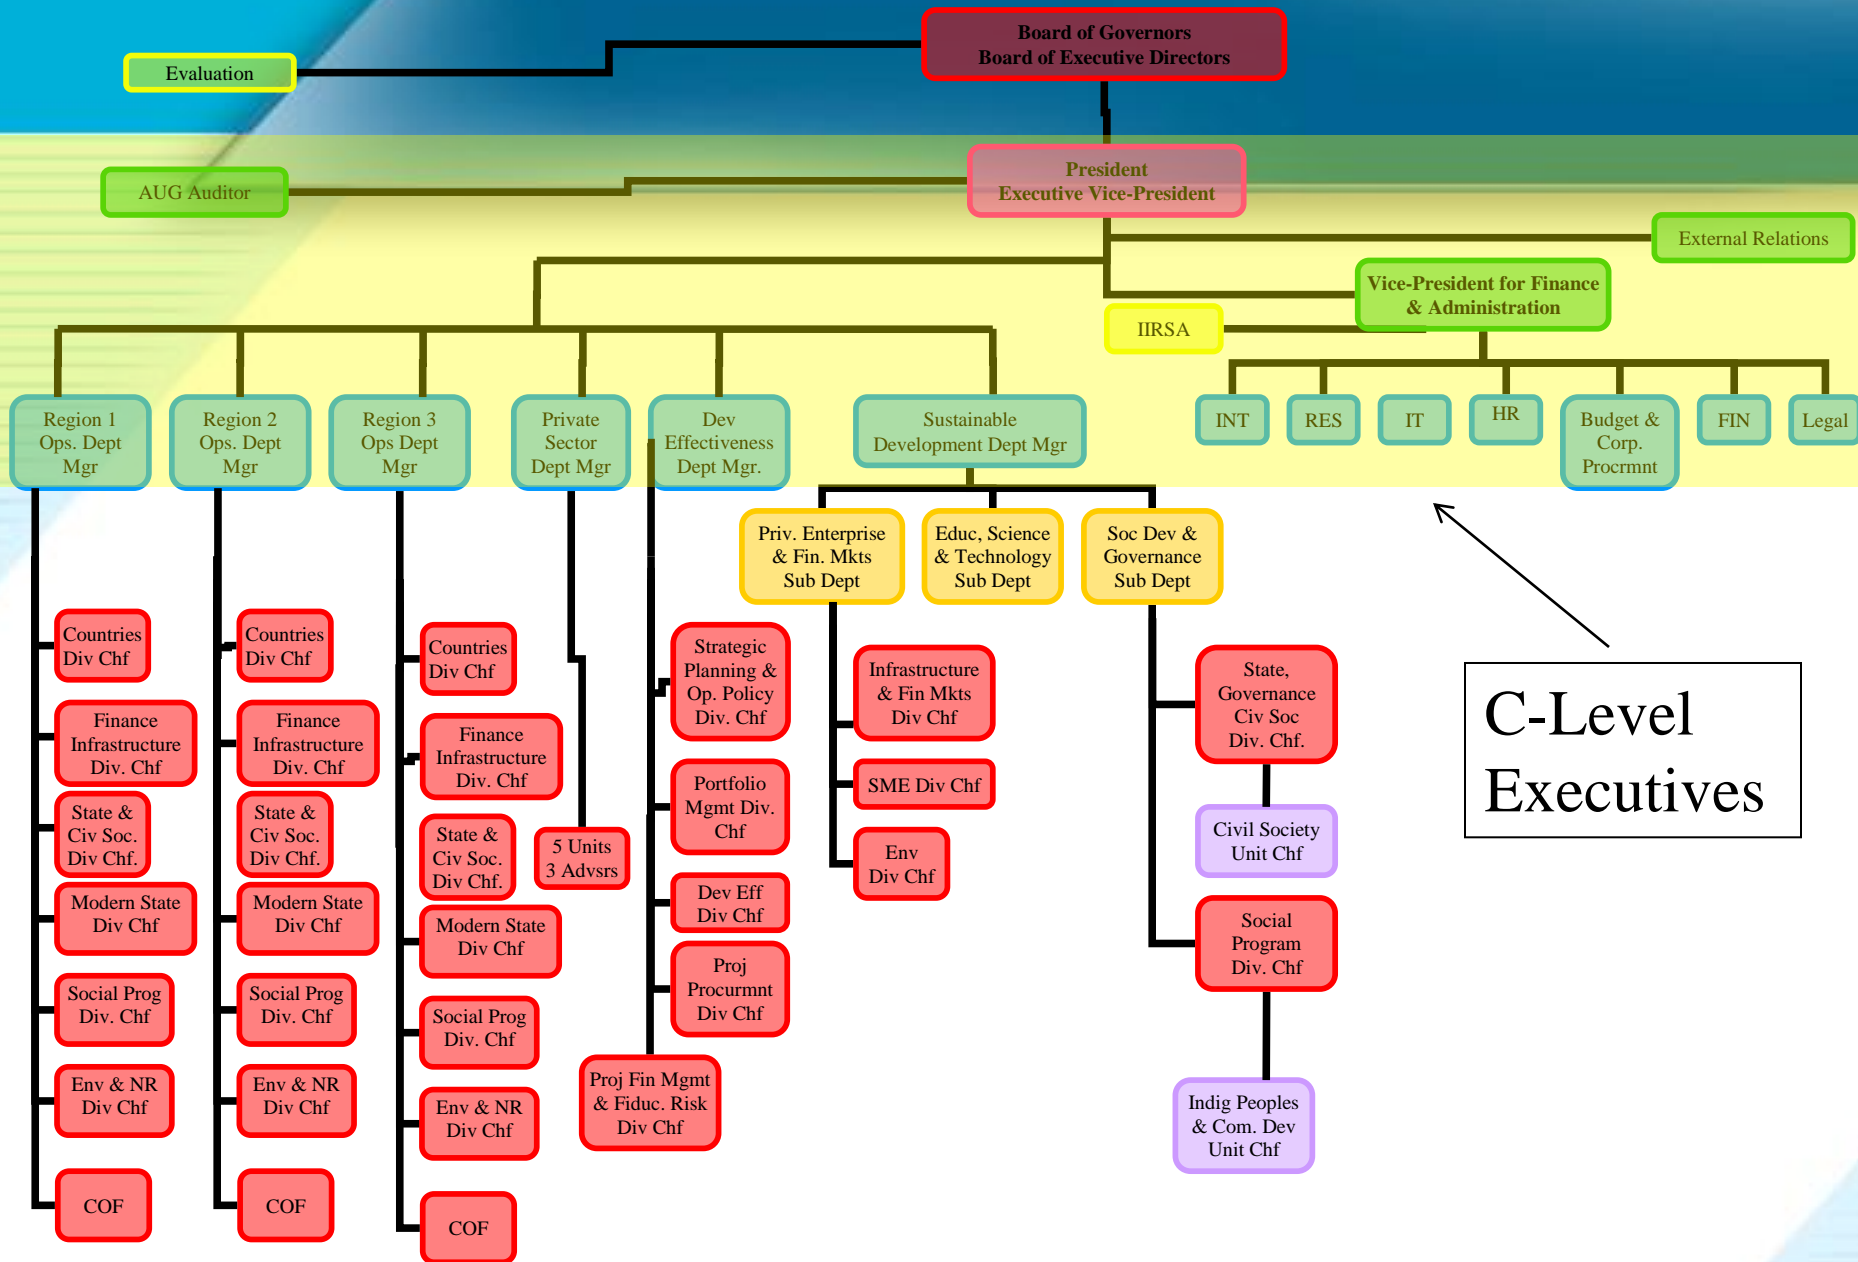 Board of Governors
Board of Executive Directors
Evaluation
President
Executive Vice-President
AUG Auditor
External Relations
Vice-President for Finance
& Administration
IIRSA
Region 1
Ops. Dept
Mgr
Region 2
Ops. Dept
Mgr
Region 3
Ops Dept
Mgr
Private
Sector
Dept Mgr
Dev
Effectiveness
Dept Mgr.
Sustainable
Development Dept Mgr
INT
RES
IT
HR
Budget &
Corp.
Procrmnt
FIN
Legal
Priv. Enterprise
& Fin. Mkts
Sub Dept
Educ, Science
& Technology
Sub Dept
Soc Dev &
Governance
Sub Dept
Countries
Div Chf
Finance
Infrastructure
Div. Chf
State &
Civ Soc.
Div Chf.
Modern State
Div Chf
Social Prog
Div. Chf
Env & NR
Div Chf
COF
Countries
Div Chf
Finance
Infrastructure
Div. Chf
State &
Civ Soc.
Div Chf.
Modern State
Div Chf
Social Prog
Div. Chf
Env & NR
Div Chf
COF
Countries
Div Chf
Finance
Infrastructure
Div. Chf
State &
Civ Soc.
Div Chf.
Modern State
Div Chf
Social Prog
Div. Chf
Env & NR
Div Chf
COF
5 Units
3 Advsrs
Strategic
Planning &
Op. Policy
Div. Chf
Portfolio
Mgmt Div.
Chf
Dev Eff
Div Chf
Proj
Procurmnt
Div Chf
Proj Fin Mgmt
& Fiduc. Risk
Div Chf
Infrastructure
& Fin Mkts
Div Chf
SME Div Chf
Env
Div Chf
State,
Governance
Civ Soc
Div. Chf.
Civil Society
Unit Chf
Social
Program
Div. Chf
Indig Peoples
& Com. Dev
Unit Chf
C-Level
Executives